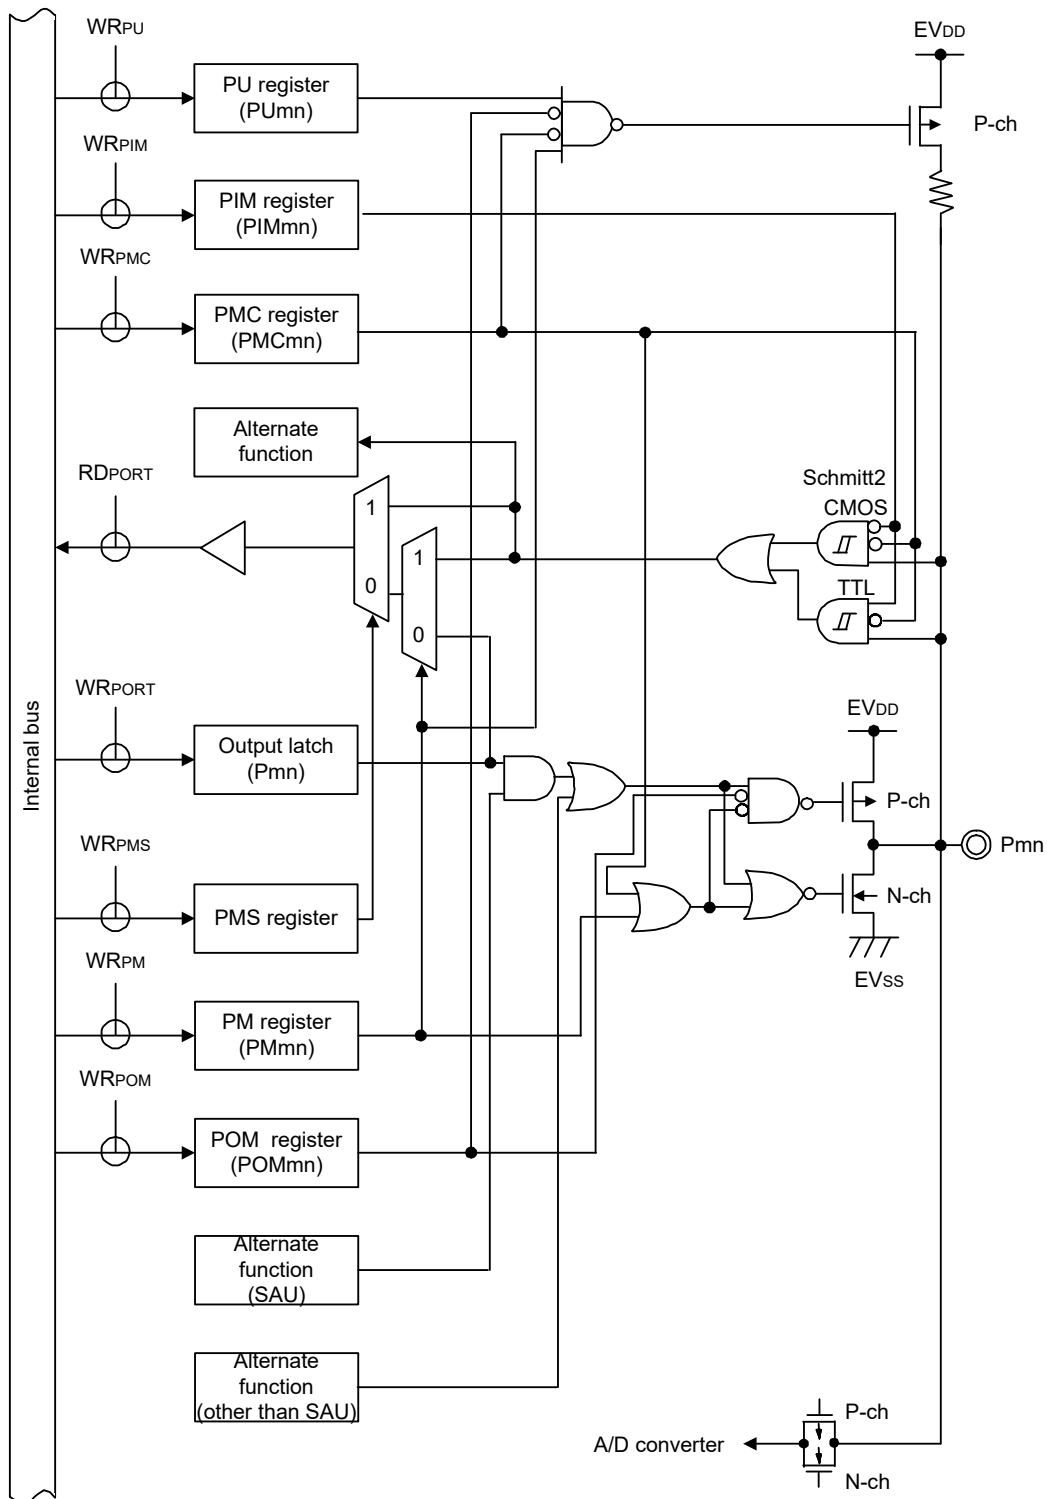 WRPU
EVDD
PU register
(PUmn)
P-ch
WRPIM
PIM register
(PIMmn)
WRPMC
PMC register
(PMCmn)
Alternate
function
RDPORT
1
0
1
0
Schmitt2
CMOS
TTL
Internal bus
WRPORT
Output latch
(Pmn)
EVDD
P-ch
Pmn
N-ch
EVSS
WRPMS
PMS register
WRPM
PM register
(PMmn)
WRPOM
POM register
(POMmn)
Alternate
function
(SAU)
Alternate
function
(other than SAU)
P-ch
A/D converter
N-ch